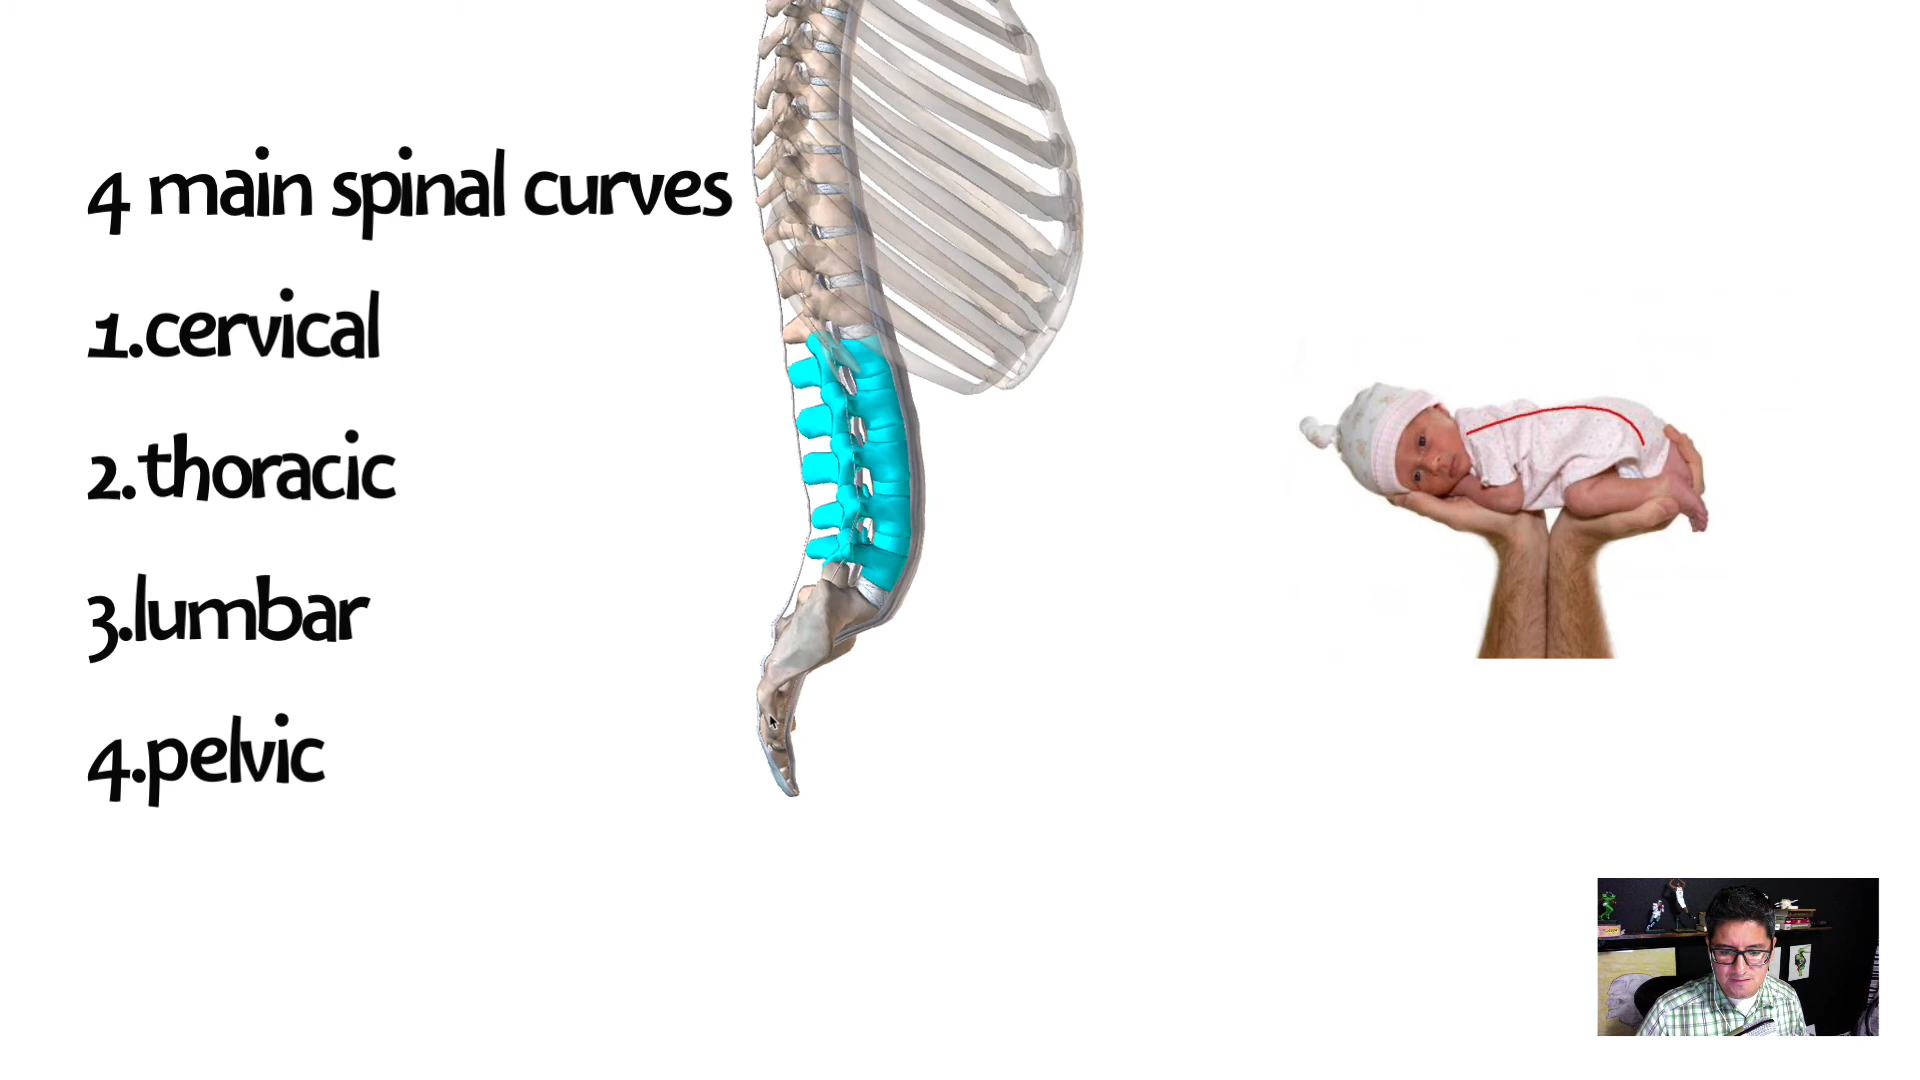 4 main spinal curves
1.cervical
2.thoracic
3.lumbar
4.pelvic